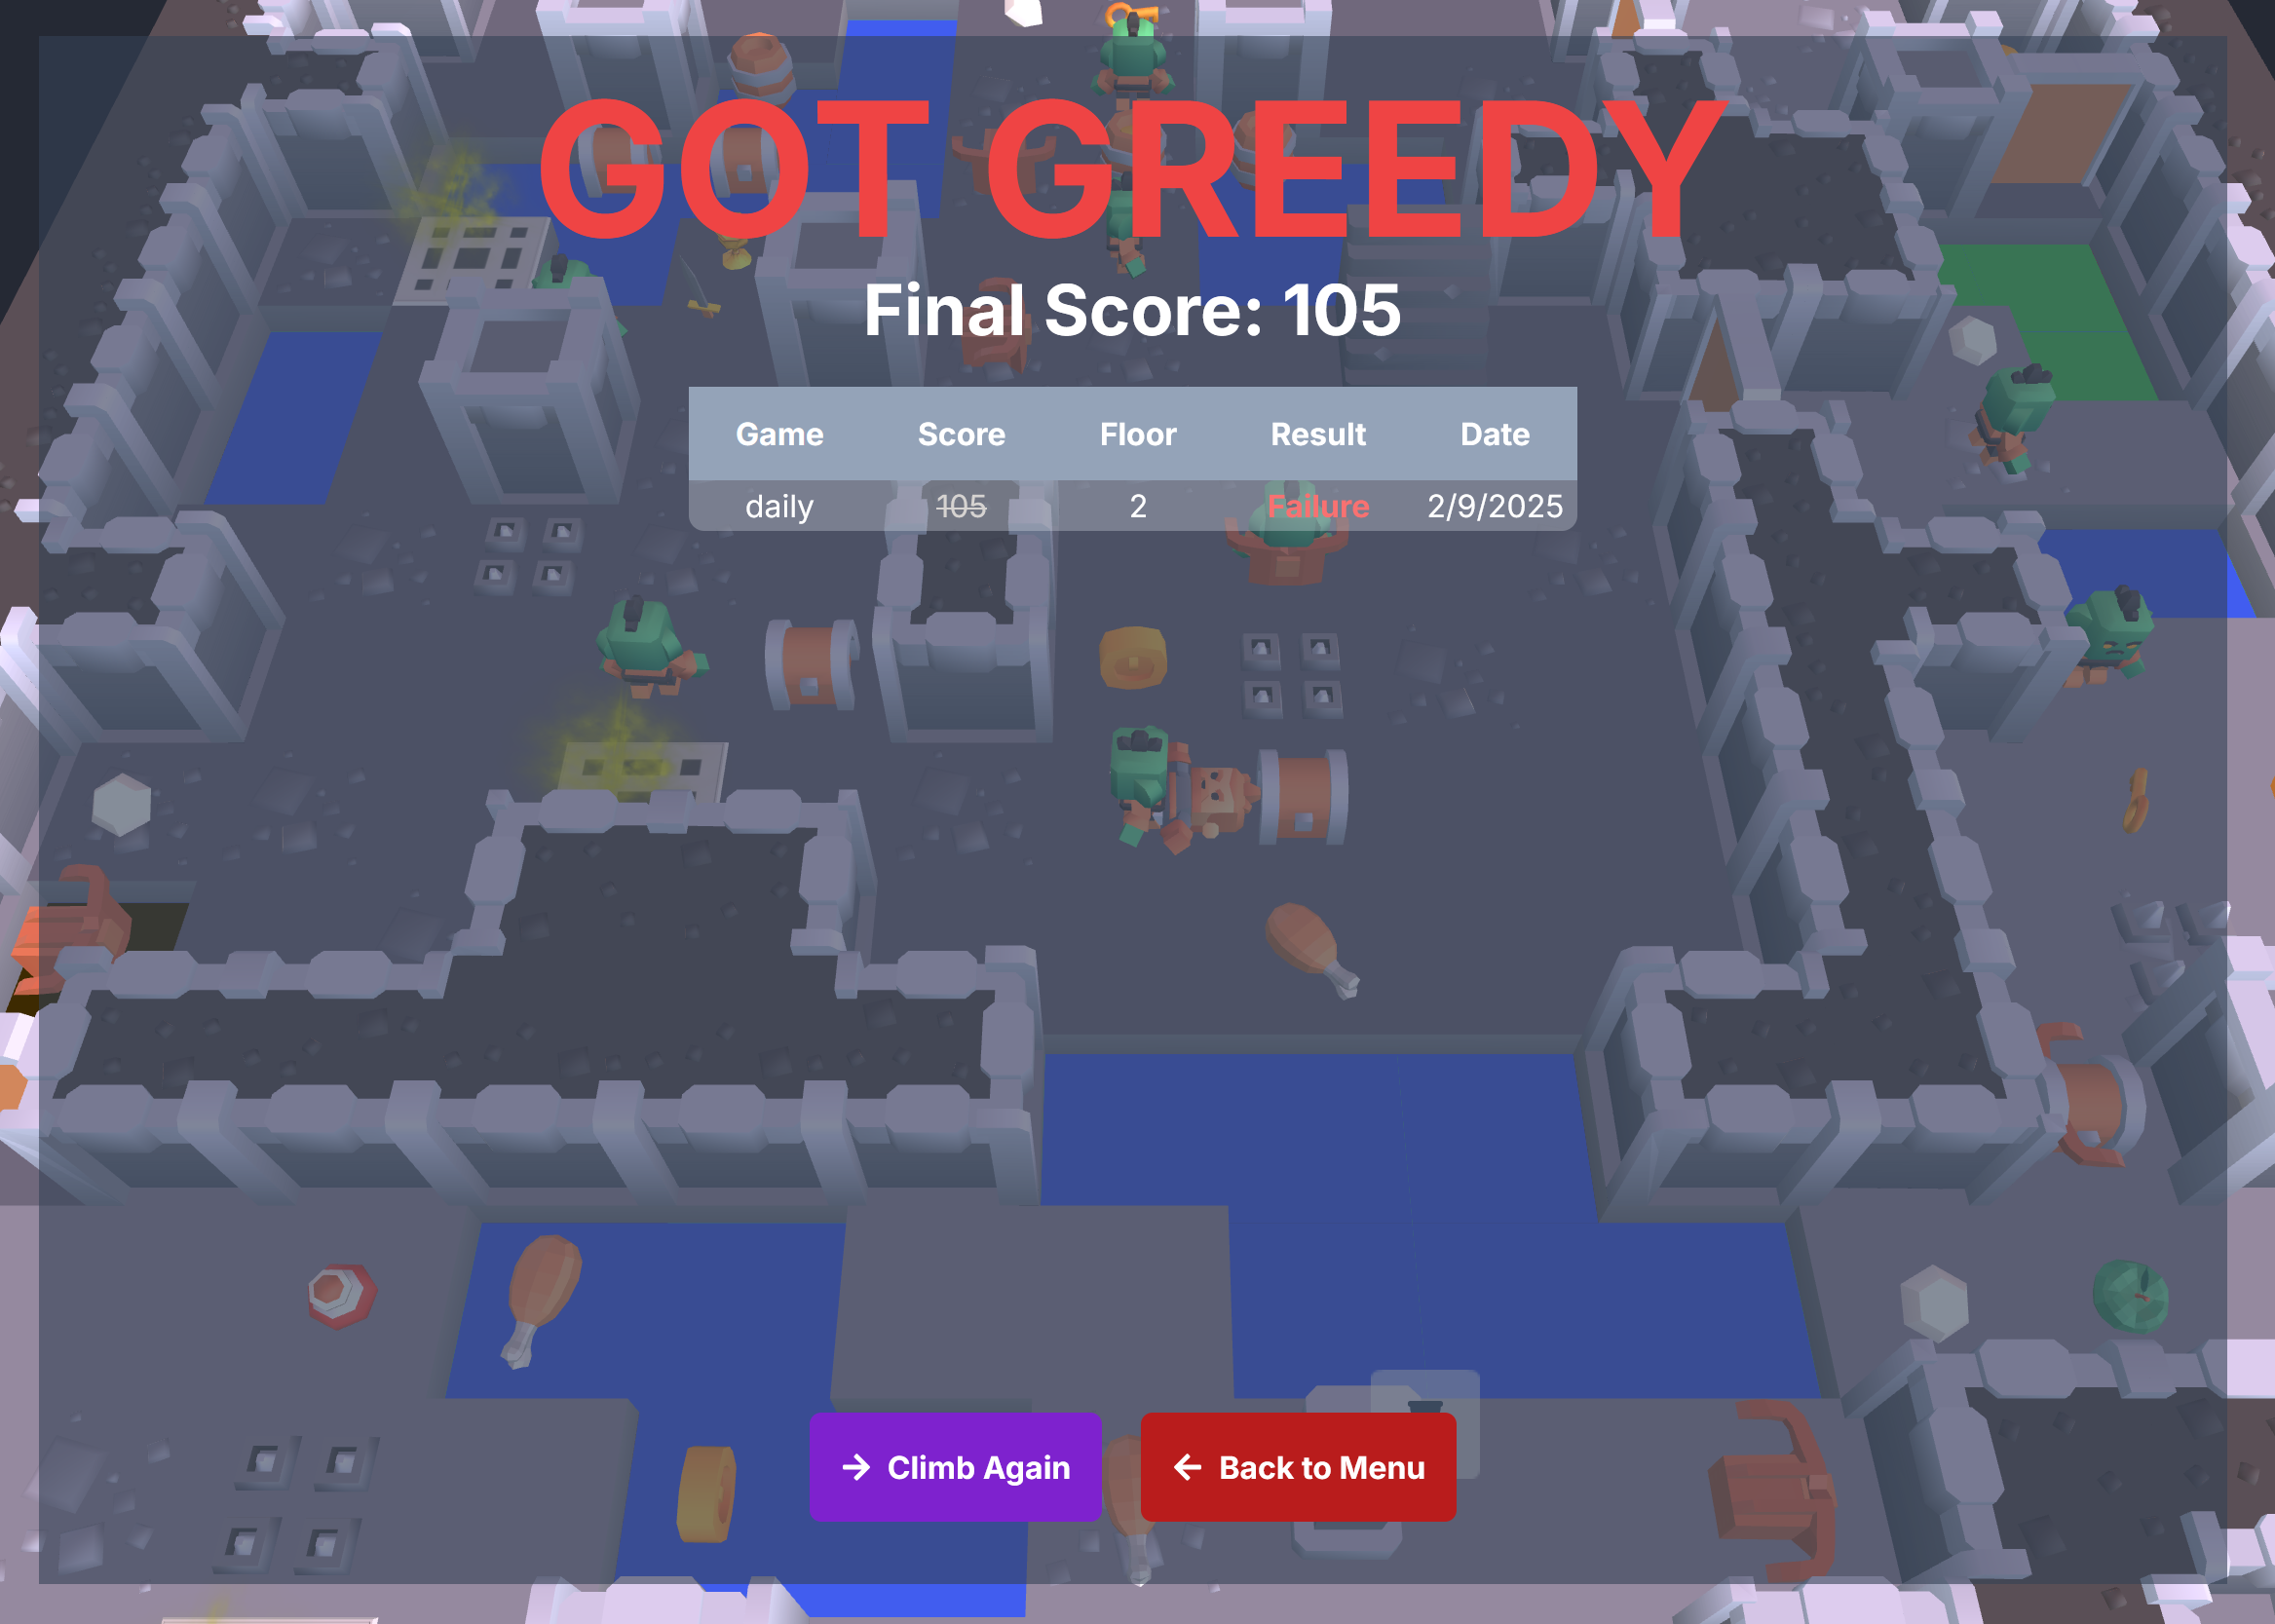 GOT GREEDY
Final Score: 105
Game Score Floor Result Date
daily 105 2 Failure 2/9/2025
Climb Again
Back to Menu